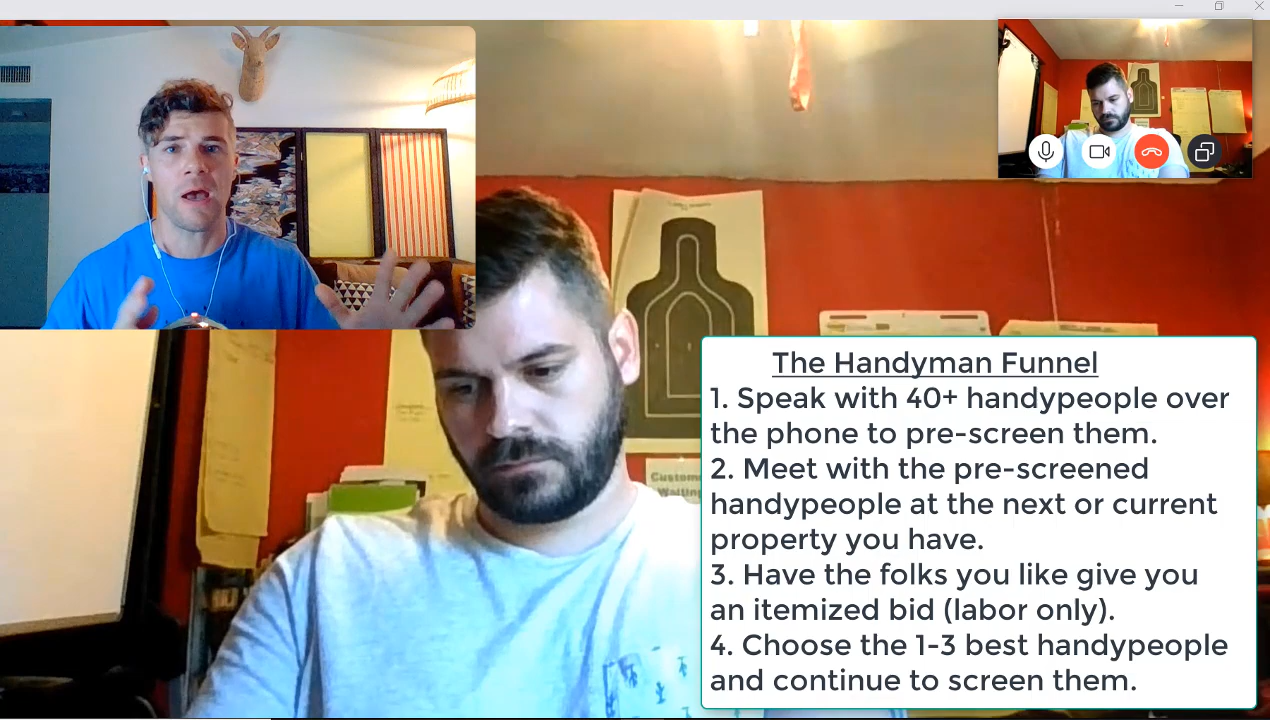 The Handyman Funnel
1. Speak with 40+ handypeople over
the phone to pre-screen them.
2. Meet with the pre-screened
handypeople at the next or current
property you have.
3. Have the folks you like give you
an itemized bid (labor only).
4. Choose the 1-3 best handypeople
and continue to screen them.